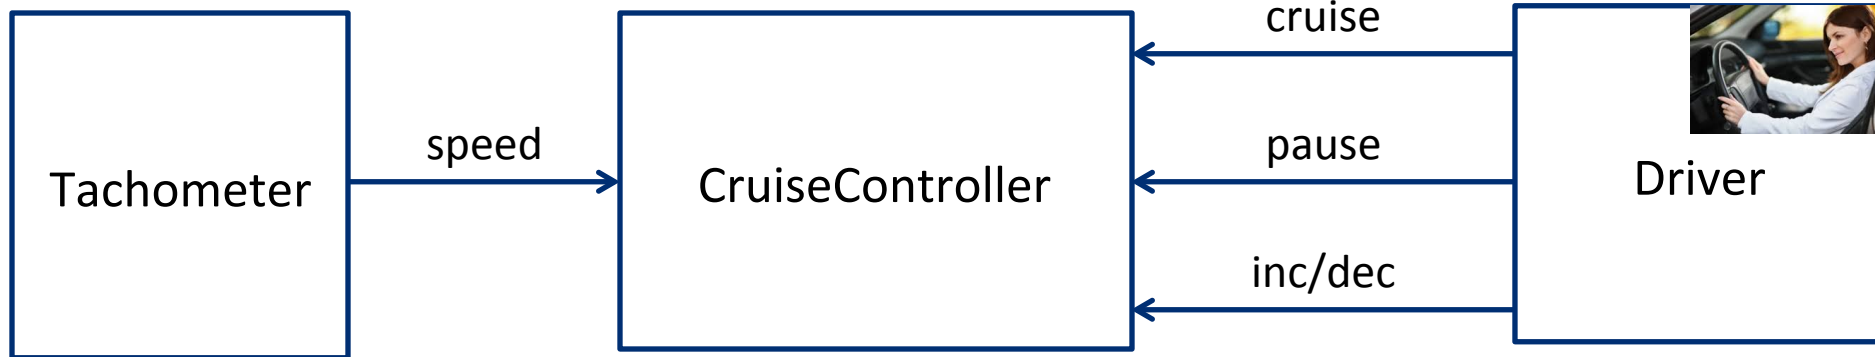 cruise
speed
pause
Tachometer
CruiseController
Driver
inc/dec